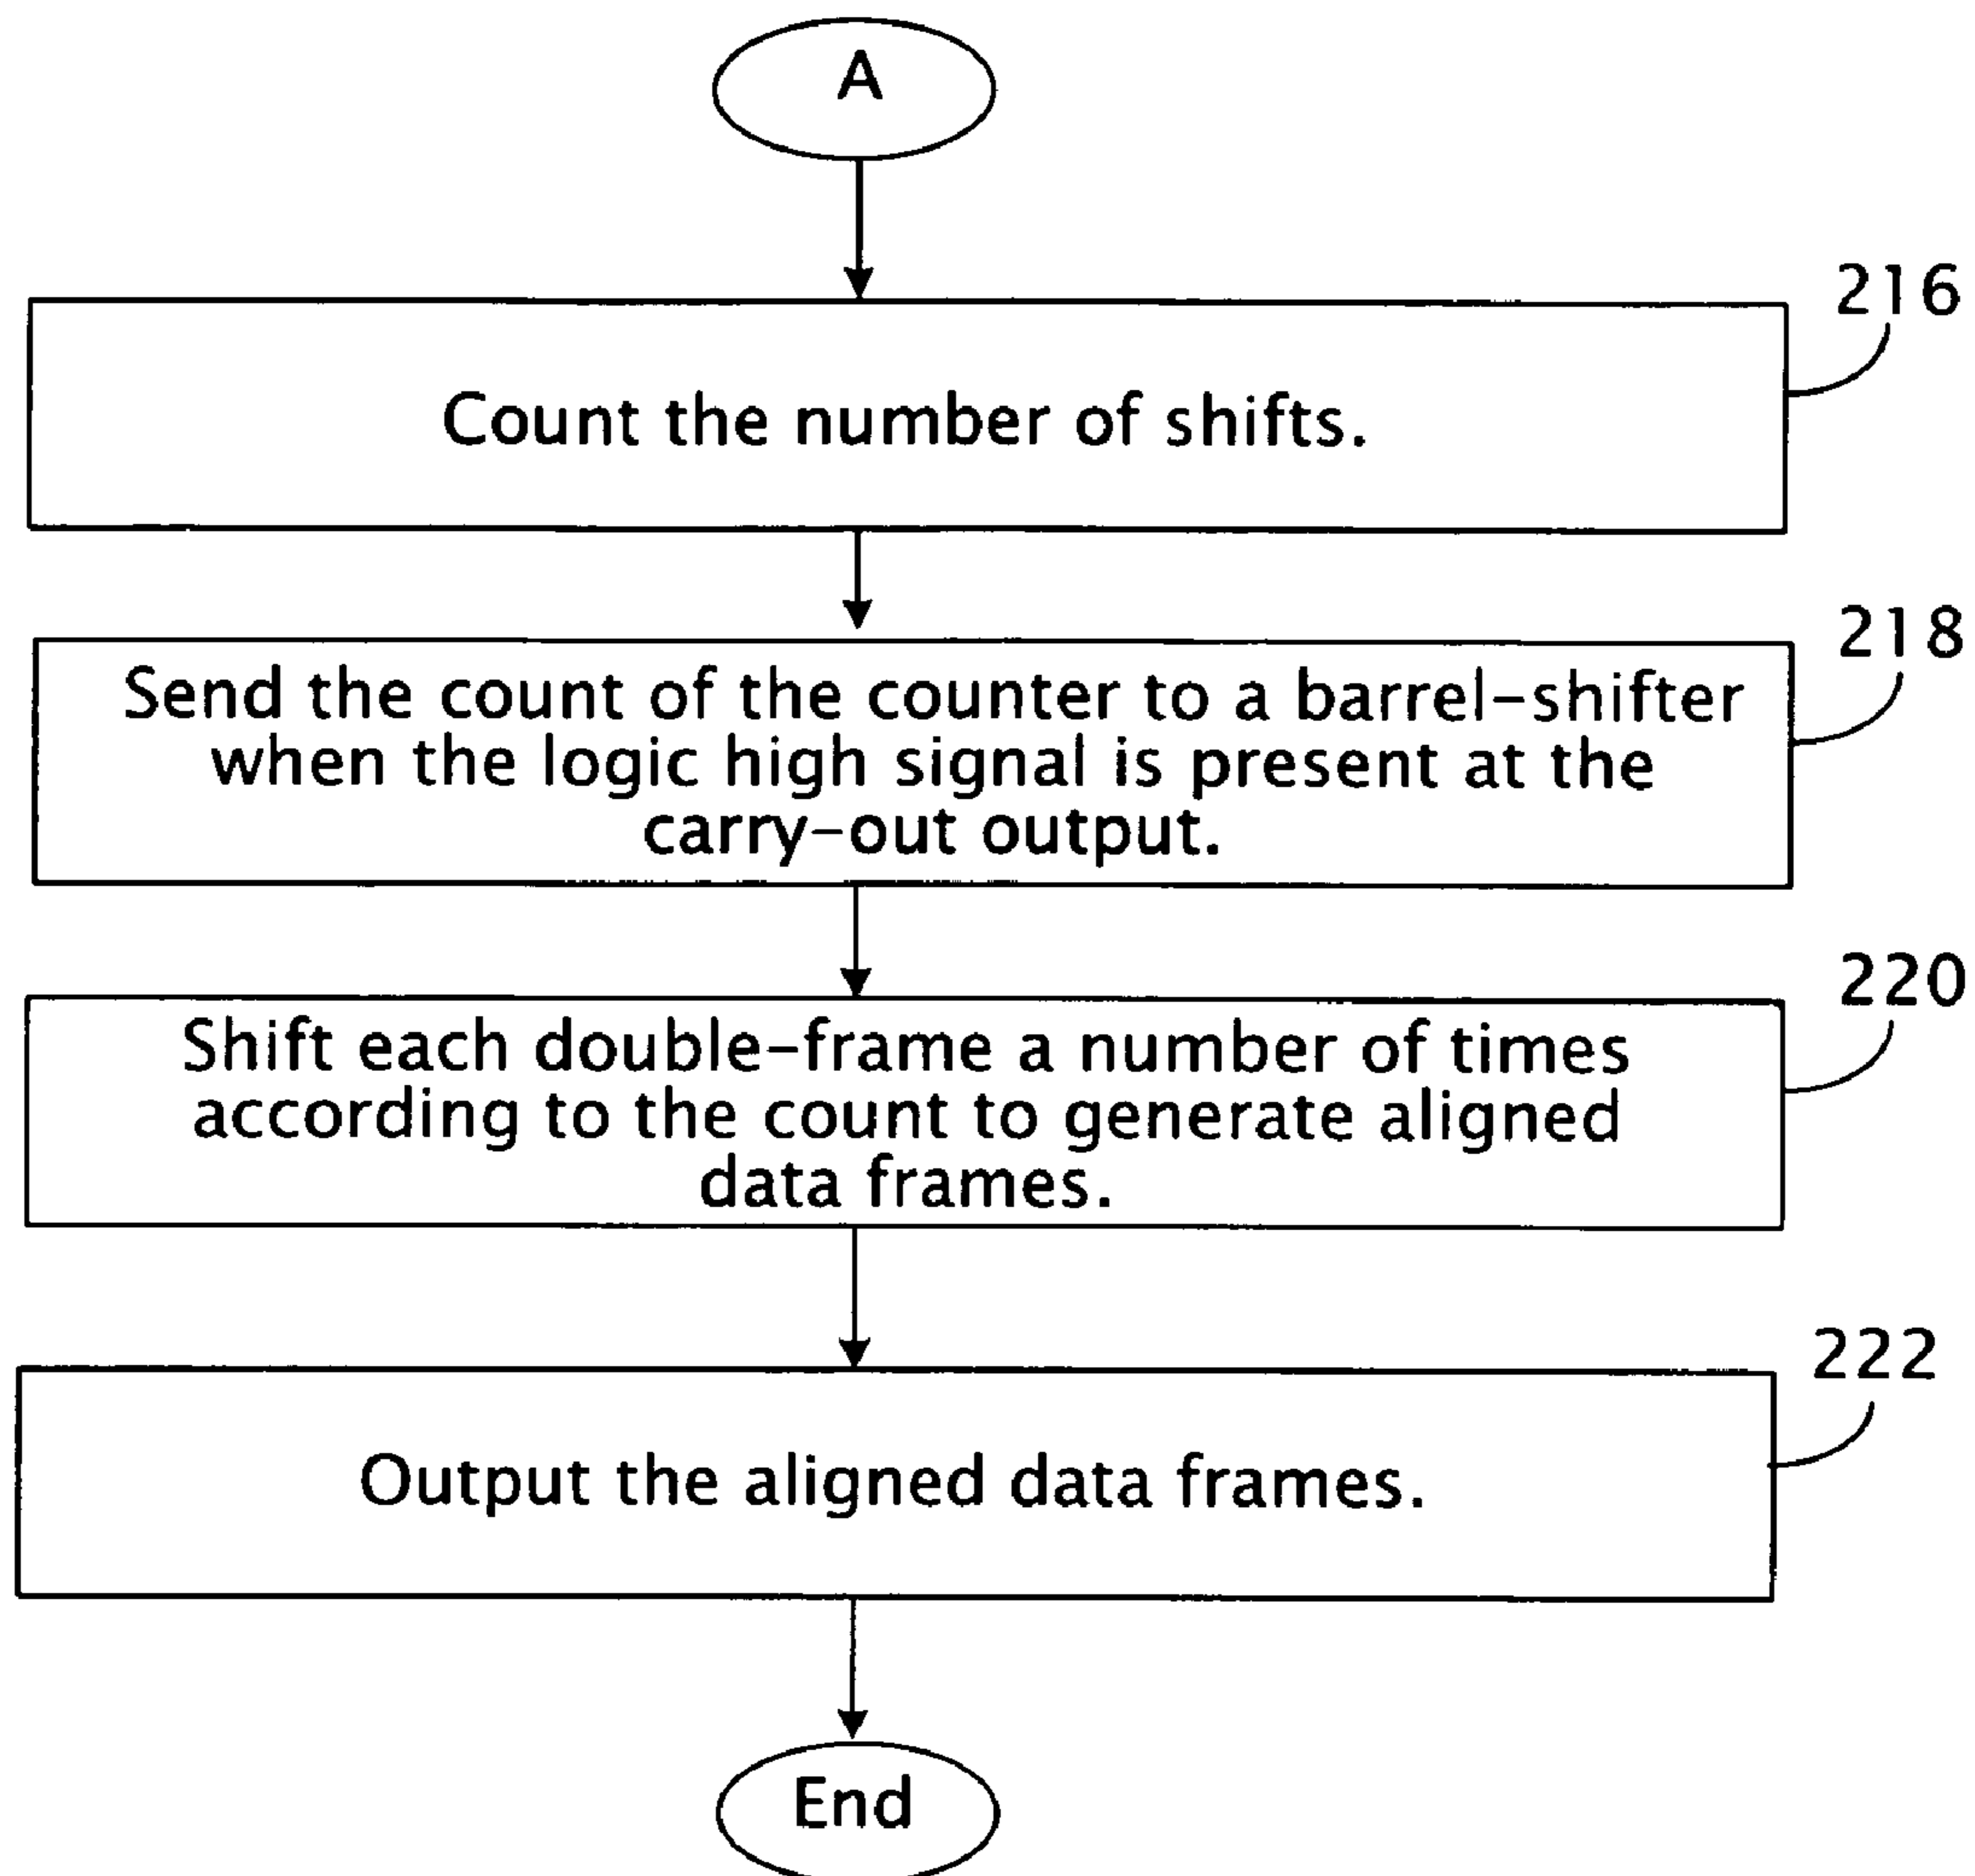 A
216
Count the number of shifts.
218
Send the count of the counter to a barrel-shifter
when the logic high signal is present at the
carry-out output.
220
Shift each double-frame a number of times
according to the count to generate aligned
data frames.
222
Output the aligned data frames.
End